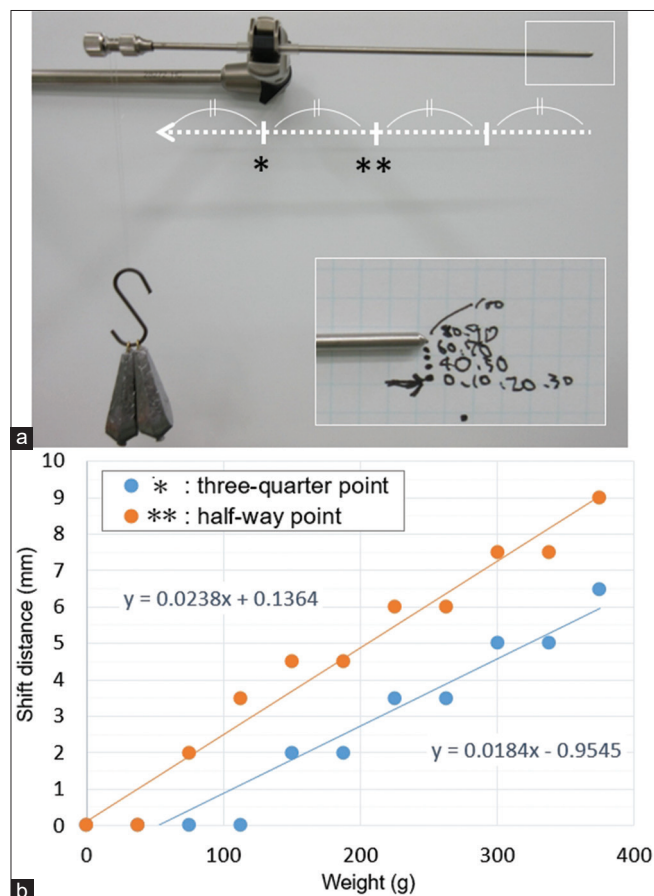 *
**
100
80.90
60.70
40.50
0.10.20.30
a
10
9
8
7
6
5
4
3
2
1
0
Shift distance (mm)
* : three-quarter point
** : half-way point
y = 0.0238x + 0.1364
y = 0.0184x - 0.9545
0
100
200
300
400
Weight (g)
b